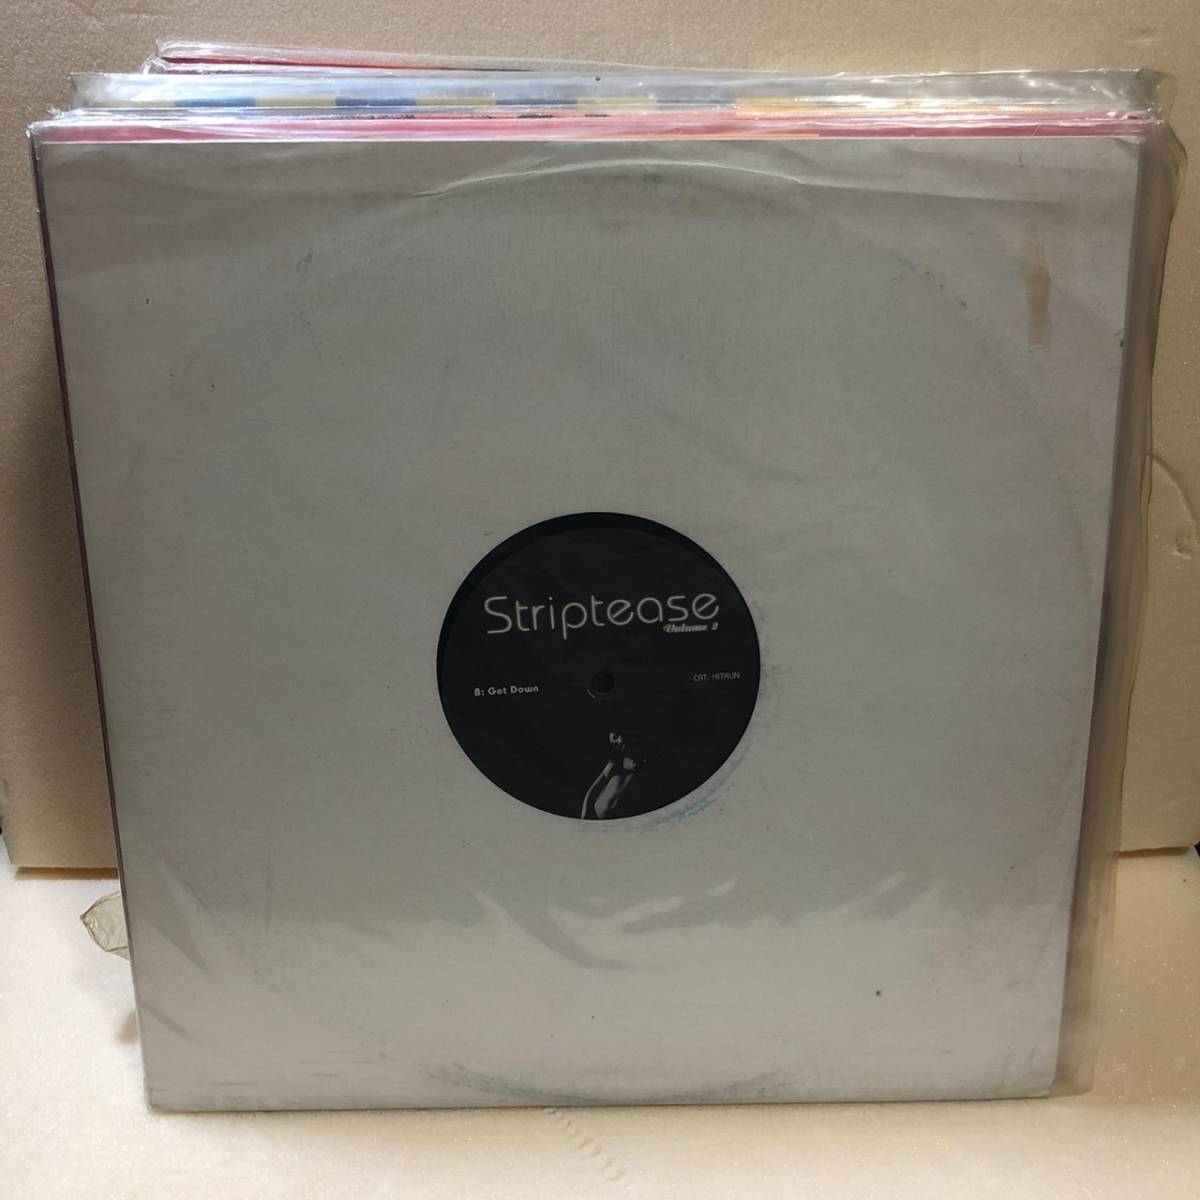 Striptease
Volume 2
B: Get Down
CAT: HITRUN